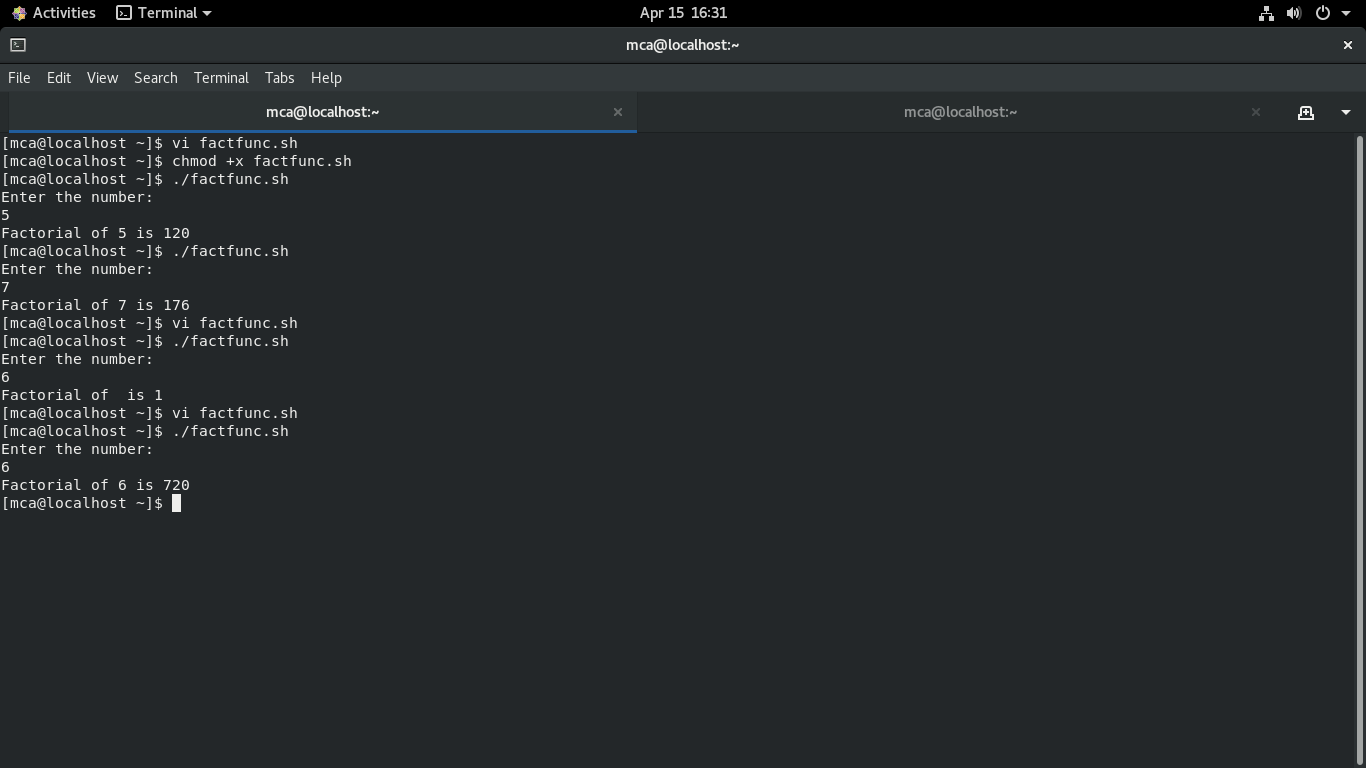 Activities Terminal Apr 15 16:31
mca@localhost:~
File Edit View Search Terminal Tabs Help
mca@localhost:~ mca@localhost:~
[mca@localhost ~]$ vi factfunc.sh
[mca@localhost ~]$ chmod +x factfunc.sh
[mca@localhost ~]$ ./factfunc.sh
Enter the number:
5
Factorial of 5 is 120
[mca@localhost ~]$ ./factfunc.sh
Enter the number:
7
Factorial of 7 is 176
[mca@localhost ~]$ vi factfunc.sh
[mca@localhost ~]$ ./factfunc.sh
Enter the number:
6
Factorial of  is 1
[mca@localhost ~]$ vi factfunc.sh
[mca@localhost ~]$ ./factfunc.sh
Enter the number:
6
Factorial of 6 is 720
[mca@localhost ~]$